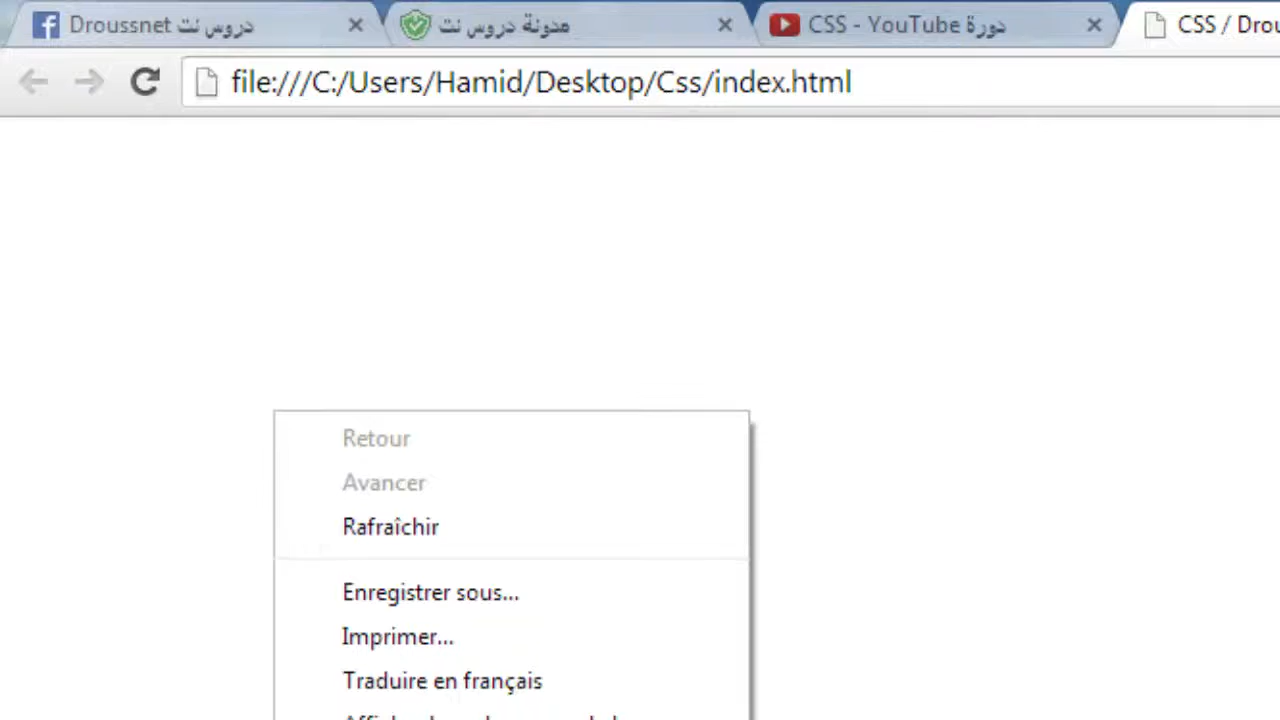 Droussnet دروس نت
مدونة دروس نت
CSS - YouTube دورة
CSS / Drou
file:///C:/Users/Hamid/Desktop/Css/index.html
Retour
Avancer
Rafraîchir
Enregistrer sous...
Imprimer...
Traduire en français